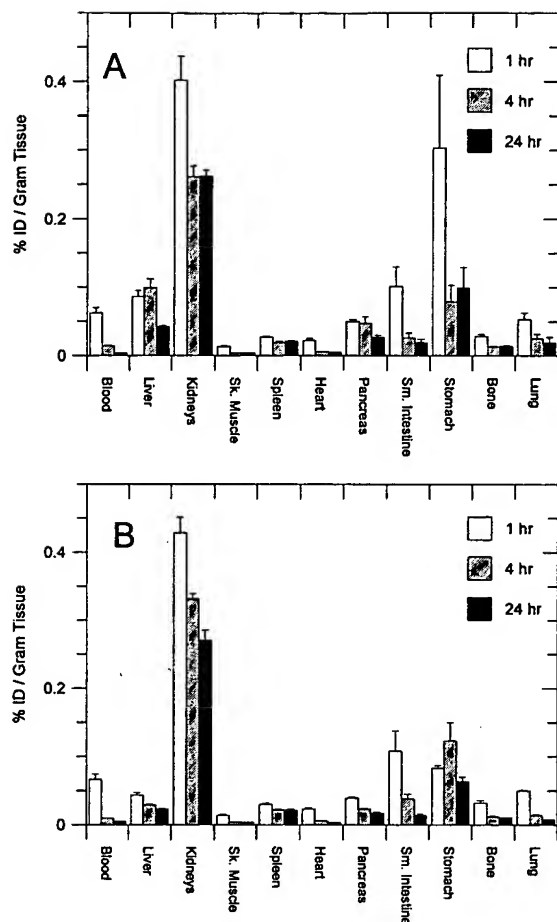 A
1 hr
4 hr
24 hr
0.4
0.2
0
% ID / Gram Tissue
Blood
Liver
Kidneys
Sk. Muscle
Spleen
Heart
Pancreas
Sm. Intestine
Stomach
Bone
Lung
B
1 hr
4 hr
24 hr
0.4
0.2
0
% ID / Gram Tissue
Blood
Liver
Kidneys
Sk. Muscle
Spleen
Heart
Pancreas
Sm. Intestine
Stomach
Bone
Lung